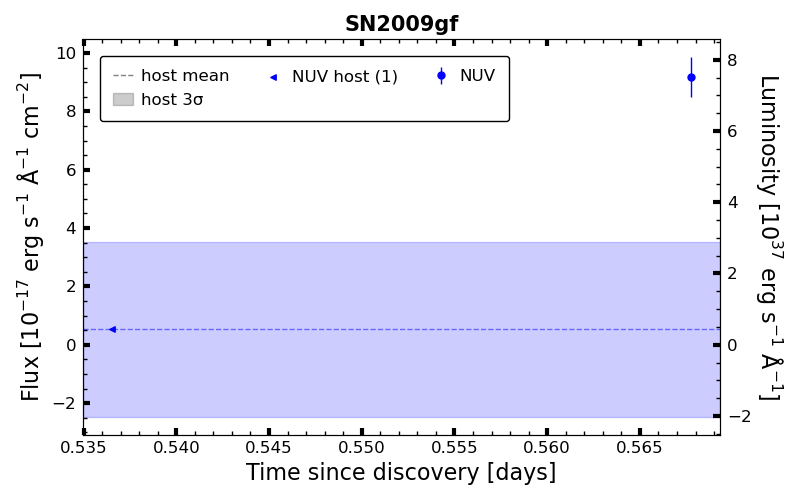 SN2009gf
host mean
host 3σ
NUV host (1)
NUV
Flux [10⁻¹⁷ erg s⁻¹ Å⁻¹ cm⁻²]
10
8
6
4
2
0
−2
Luminosity [10³⁷ erg s⁻¹ Å⁻¹]
8
6
4
2
0
−2
0.535 0.540 0.545 0.550 0.555 0.560 0.565
Time since discovery [days]